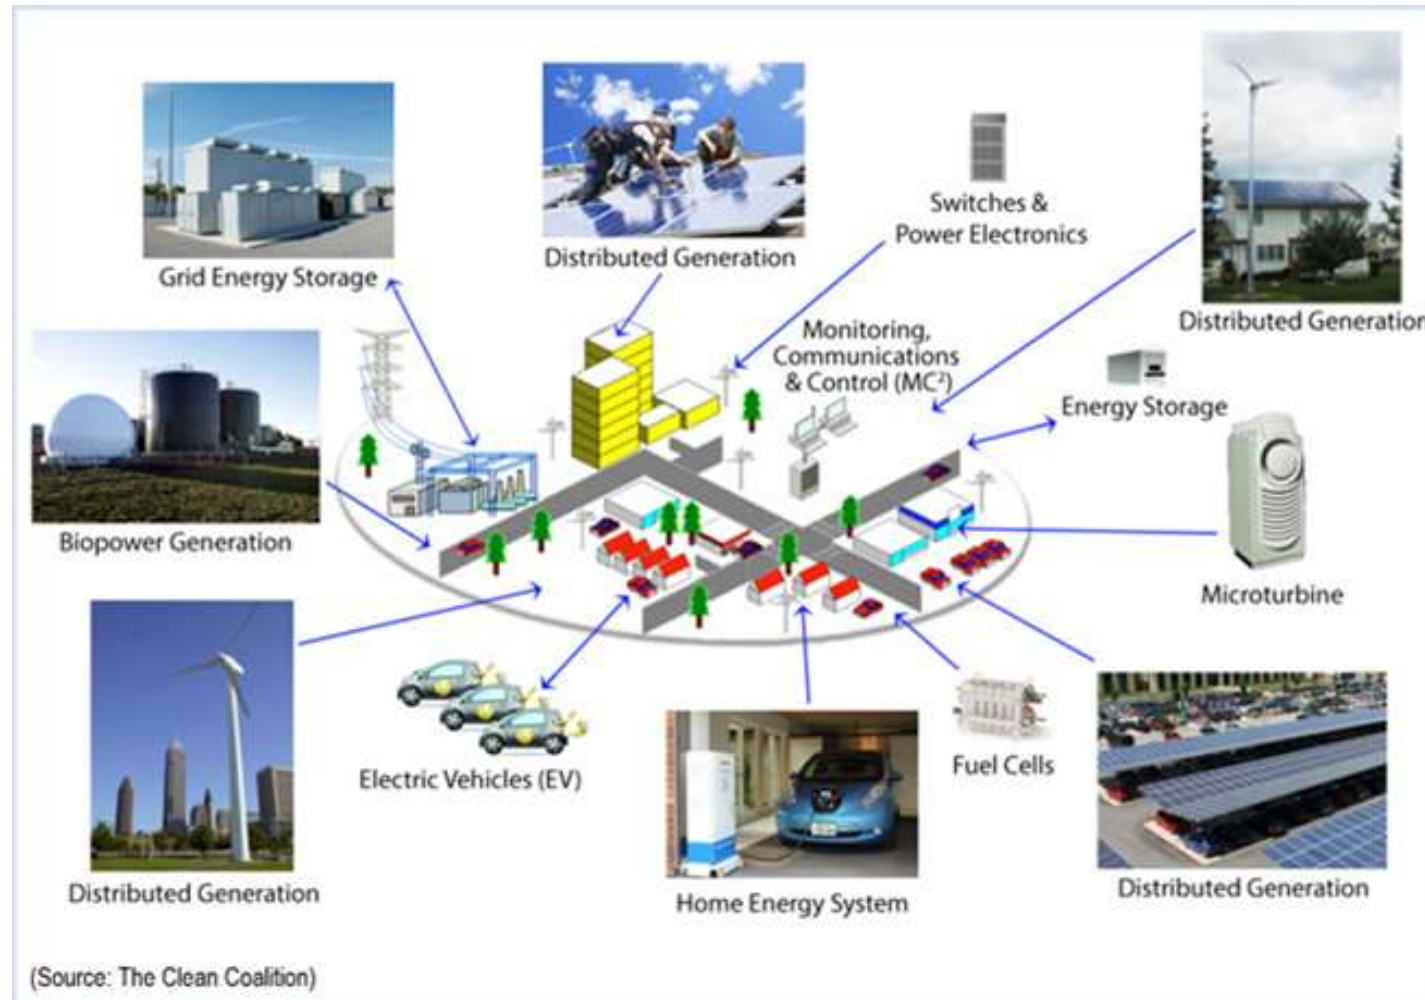 Grid Energy Storage
Distributed Generation
Switches &
Power Electronics
Distributed Generation
Monitoring,
Communications
& Control (MC²)
Energy Storage
Biopower Generation
Microturbine
Electric Vehicles (EV)
Fuel Cells
Distributed Generation
Home Energy System
Distributed Generation
(Source: The Clean Coalition)